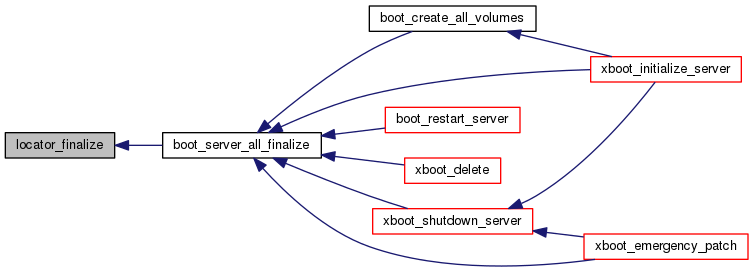 boot_create_all_volumes
xboot_initialize_server
boot_restart_server
locator_finalize
boot_server_all_finalize
xboot_delete
xboot_shutdown_server
xboot_emergency_patch